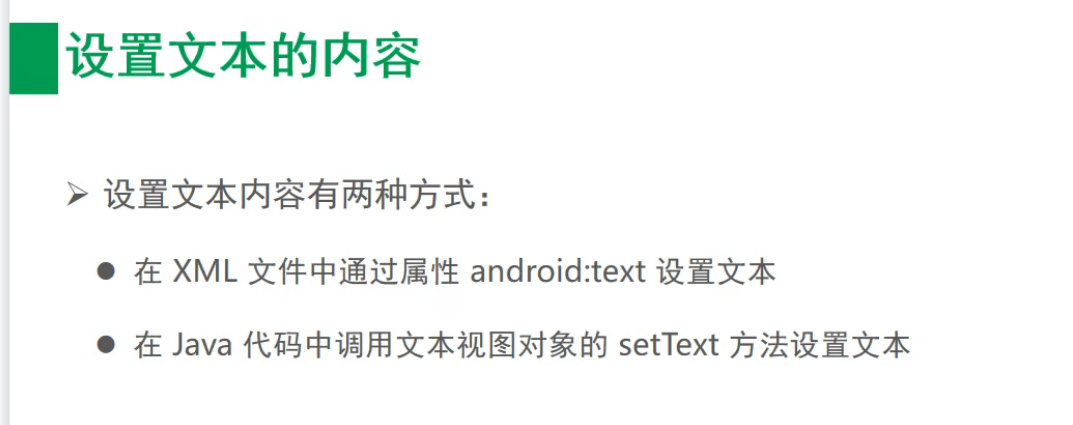 设置文本的内容
设置文本内容有两种方式：
在 XML 文件中通过属性 android:text 设置文本
在 Java 代码中调用文本视图对象的 setText 方法设置文本